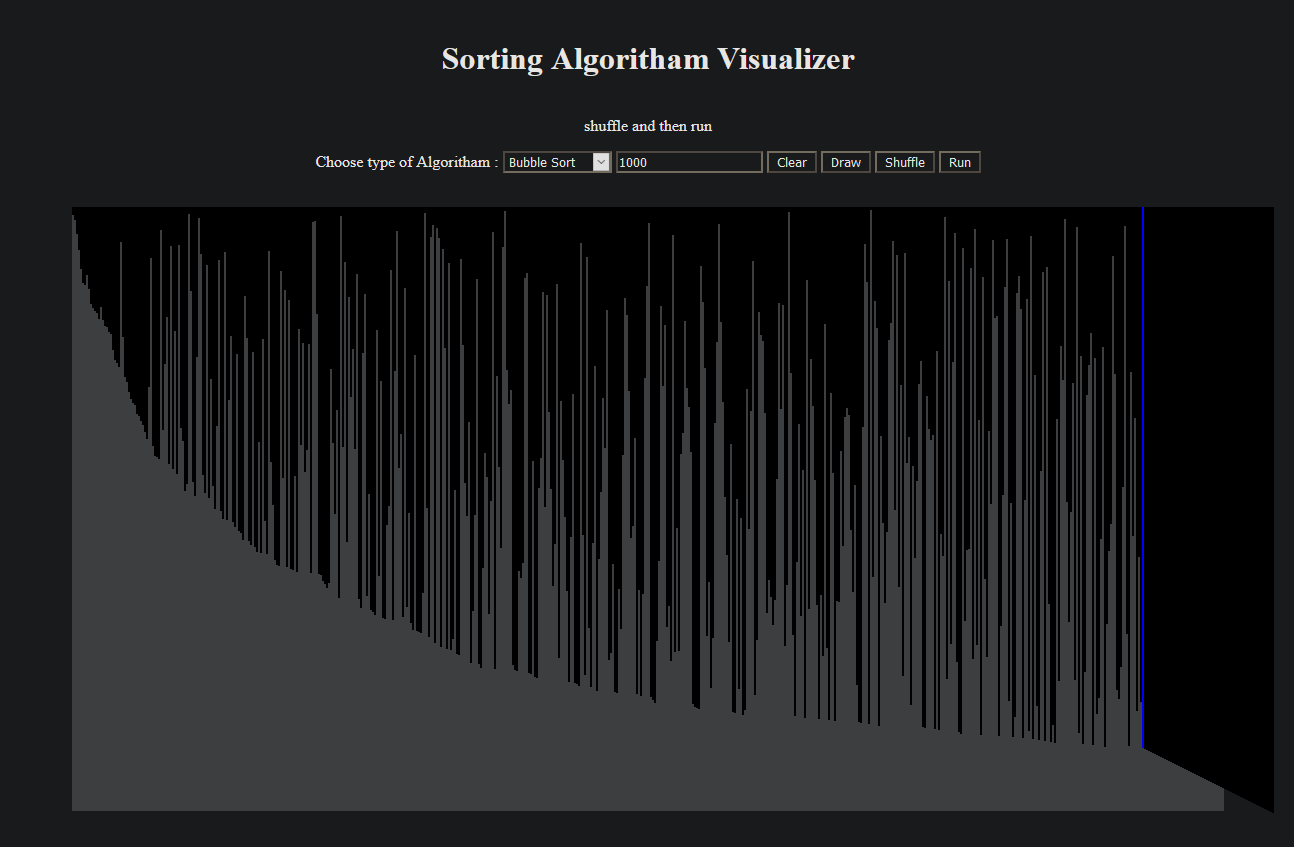 Sorting Algoritham Visualizer
shuffle and then run
Choose type of Algoritham : Bubble Sort 1000 Clear Draw Shuffle Run